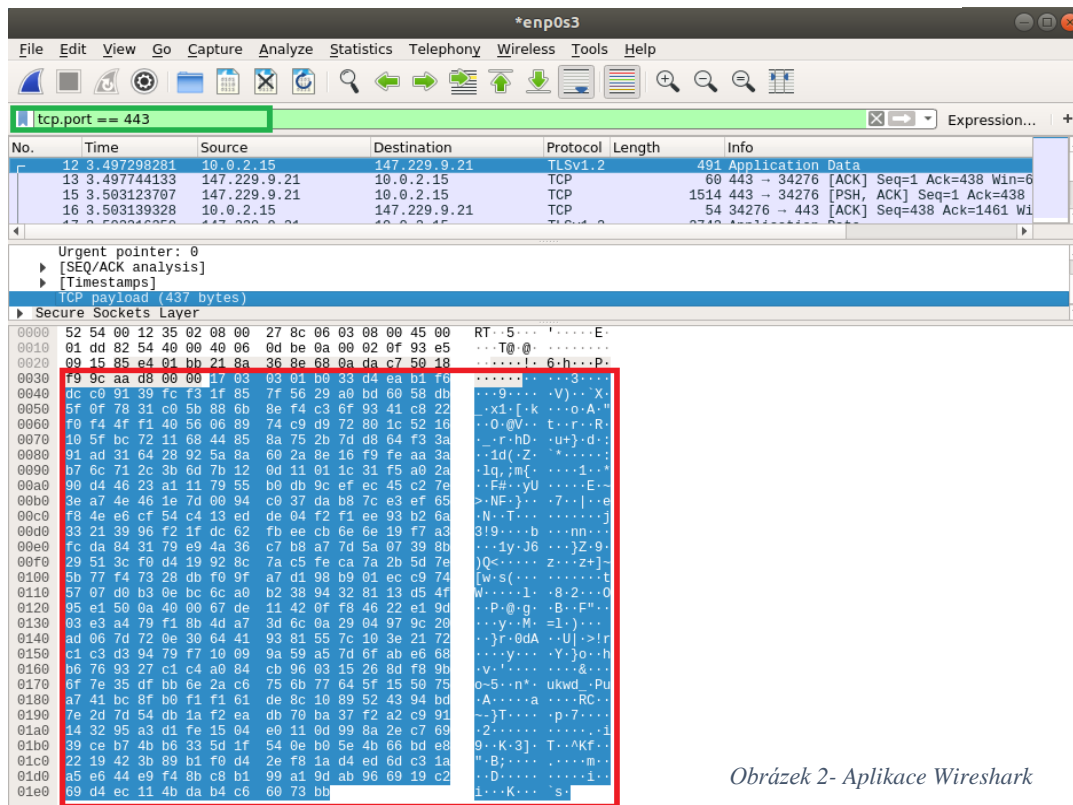 *enp0s3
File Edit View Go Capture Analyze Statistics Telephony Wireless Tools Help
tcp.port == 443 Expression... +
No. Time Source Destination Protocol Length Info
12 3.497298281 10.0.2.15 147.229.9.21 TLSv1.2 491 Application Data
13 3.497744133 147.229.9.21 10.0.2.15 TCP 60 443 → 34276 [ACK] Seq=1 Ack=438 Win=6
15 3.503123707 147.229.9.21 10.0.2.15 TCP 1514 443 → 34276 [PSH, ACK] Seq=1 Ack=438
16 3.503139328 10.0.2.15 147.229.9.21 TCP 54 34276 → 443 [ACK] Seq=438 Ack=1461 Wi
Urgent pointer: 0
[SEQ/ACK analysis]
[Timestamps]
TCP payload (437 bytes)
Secure Sockets Layer
0000 52 54 00 12 35 02 08 00 27 8c 06 03 08 00 45 00 RT··5··· '·····E·
0010 01 dd 82 54 40 00 40 06 0d be 0a 00 02 0f 93 e5 ···T@·@· ········
0020 09 15 85 e4 01 bb 21 8a 36 8e 68 0a da c7 50 18 ······!· 6·h···P·
0030 f9 9c aa d8 00 00 17 03 03 01 b0 33 d4 ea b1 f6 ········ ···3····
0040 dc c0 91 39 fc f3 1f 85 7f 56 29 a0 bd 60 58 db ···9···· ·V)··`X·
0050 5f 0f 78 31 c0 5b 88 6b 8e f4 c3 6f 93 41 c8 22 _·x1·[·k ···o·A·"
0060 f0 f4 4f f1 40 56 06 89 74 c9 d9 72 80 1c 52 16 ··O·@V·· t··r··R·
0070 10 5f bc 72 11 68 44 85 8a 75 2b 7d d8 64 f3 3a ·_·r·hD· ·u+}·d·:
0080 91 ad 31 64 28 92 5a 8a 60 2a 8e 16 f9 fe aa 3a ··1d(·Z· `*·····:
0090 b7 6c 71 2c 3b 6d 7b 12 0d 11 01 1c 31 f5 a0 2a ·lq,;m{· ····1··*
00a0 90 d4 46 23 a1 11 79 55 b0 db 9c ef ec 45 c2 7e ··F#··yU ·····E·~
00b0 3e a7 4e 46 1e 7d 00 94 c0 37 da b8 7c e3 ef 65 >·NF·}·· ·7··|··e
00c0 f8 4e e6 cf 54 c4 13 ed de 04 f2 f1 ee 93 b2 6a ·N··T··· ·······j
00d0 33 21 39 96 f2 1f dc 62 fb ee cb 6e 6e 19 f7 a3 3!9····b ···nn···
00e0 fc da 84 31 79 e9 4a 36 c7 b8 a7 7d 5a 07 39 8b ···1y·J6 ···}Z·9·
00f0 29 51 3c f0 d4 19 92 8c 7a c5 fe ca 7a 2b 5d 7e )Q<····· z···z+]~
0100 5b 77 f4 73 28 db f0 9f a7 d1 98 b9 01 ec c9 74 [w·s(··· ·······t
0110 57 07 d0 b3 0e bc 6c a0 b2 38 94 32 81 13 d5 4f W·····l· ·8·2···O
0120 95 e1 50 0a 40 00 67 de 11 42 0f f8 46 22 e1 9d ··P·@·g· ·B··F"··
0130 03 e3 a4 79 f1 8b 4d a7 3d 6c 0a 29 04 97 9c 20 ···y··M· =l·)···
0140 ad 06 7d 72 0e 30 64 41 93 81 55 7c 10 3e 21 72 ··}r·0dA ··U|·>!r
0150 c1 c3 d3 94 79 f7 10 09 9a 59 a5 7d 6f ab e6 68 ····y··· ·Y·}o··h
0160 b6 76 93 27 c1 c4 a0 84 cb 96 03 15 26 8d f8 9b ·v·'···· ····&···
0170 6f 7e 35 df bb 6e 2a c6 75 6b 77 64 5f 15 50 75 o~5··n*· ukwd_·Pu
0180 a7 41 bc 8f b0 f1 f1 61 de 8c 10 89 52 43 94 bd ·A·····a ····RC··
0190 7e 2d 7d 54 db 1a f2 ea db 70 ba 37 f2 a2 c9 91 ~-}T···· ·p·7····
01a0 14 32 95 a3 d1 fe 15 04 e0 11 0d 99 8a 2e c7 69 ·2······ ·····.·i
01b0 39 ce b7 4b b6 33 5d 1f 54 0e b0 5e 4b 66 bd e8 9··K·3]· T··^Kf··
01c0 22 19 42 3b 89 b1 f0 d4 2e f8 1a d4 ed 6d c3 1a "·B;···· .····m··
01d0 a5 e6 44 e9 f4 8b c8 b1 99 a1 9d ab 96 69 19 c2 ··D····· ·····i··
01e0 69 d4 ec 11 4b da b4 c6 60 73 bb i···K··· `s·
Obrázek 2- Aplikace Wireshark